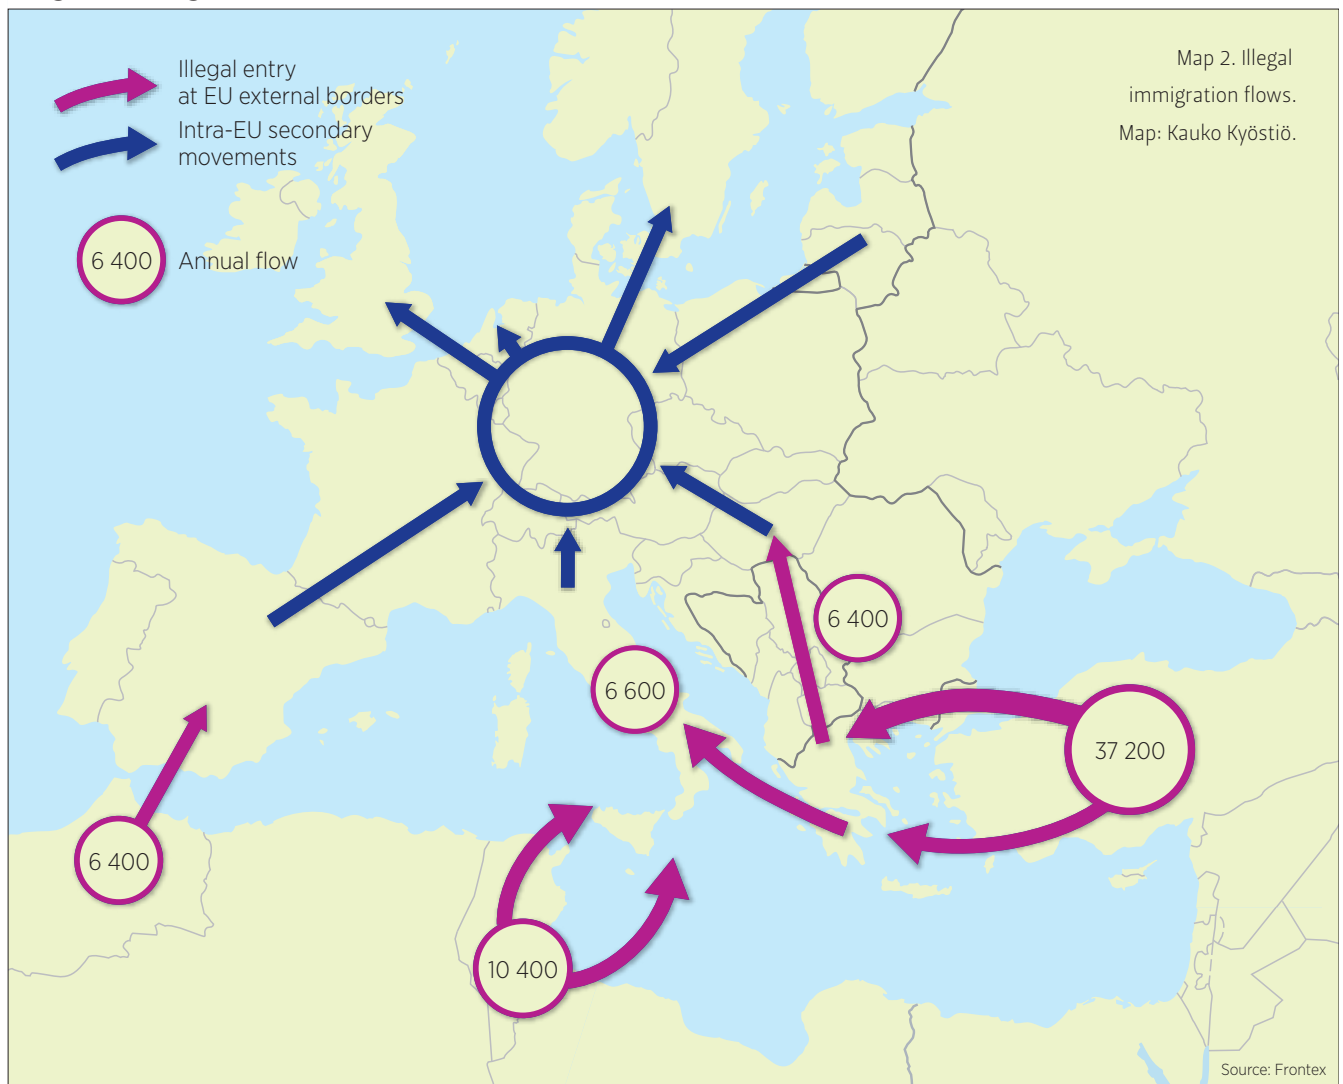 Illegal entry
at EU external borders
Intra-EU secondary
movements
6 400 Annual flow
Map 2. Illegal
immigration flows.
Map: Kauko Kyöstiö.
6 400
6 600
37 200
6 400
10 400
Source: Frontex